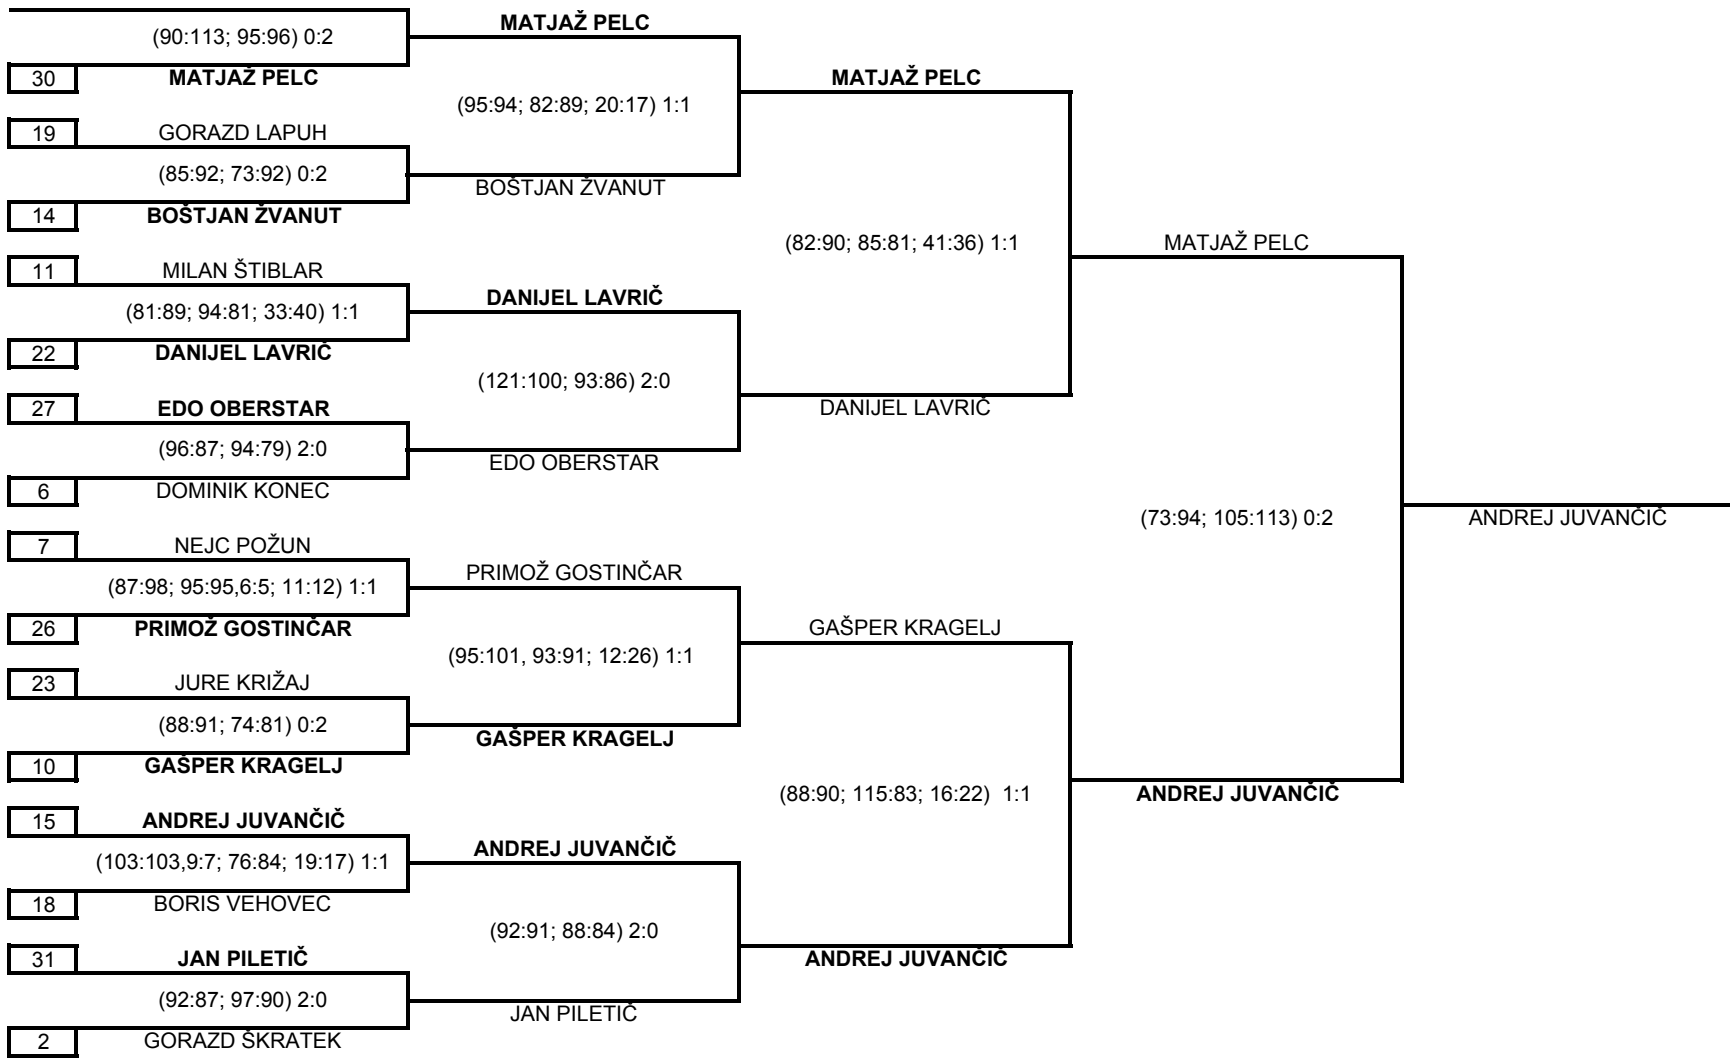 MATJAŽ PELC
(90:113; 95:96) 0:2
30 MATJAŽ PELC
MATJAŽ PELC
(95:94; 82:89; 20:17) 1:1
19 GORAZD LAPUH
(85:92; 73:92) 0:2
BOŠTJAN ŽVANUT
14 BOŠTJAN ŽVANUT
(82:90; 85:81; 41:36) 1:1
MATJAŽ PELC
11 MILAN ŠTIBLAR
DANIJEL LAVRIČ
(81:89; 94:81; 33:40) 1:1
22 DANIJEL LAVRIČ
(121:100; 93:86) 2:0
27 EDO OBERSTAR
DANIJEL LAVRIČ
(96:87; 94:79) 2:0
EDO OBERSTAR
6 DOMINIK KONEC
(73:94; 105:113) 0:2
ANDREJ JUVANČIČ
7 NEJC POŽUN
PRIMOŽ GOSTINČAR
(87:98; 95:95,6:5; 11:12) 1:1
26 PRIMOŽ GOSTINČAR
GAŠPER KRAGELJ
(95:101, 93:91; 12:26) 1:1
23 JURE KRIŽAJ
(88:91; 74:81) 0:2
GAŠPER KRAGELJ
10 GAŠPER KRAGELJ
(88:90; 115:83; 16:22) 1:1
ANDREJ JUVANČIČ
15 ANDREJ JUVANČIČ
ANDREJ JUVANČIČ
(103:103,9:7; 76:84; 19:17) 1:1
18 BORIS VEHOVEC
(92:91; 88:84) 2:0
31 JAN PILETIČ
ANDREJ JUVANČIČ
(92:87; 97:90) 2:0
JAN PILETIČ
2 GORAZD ŠKRATEK